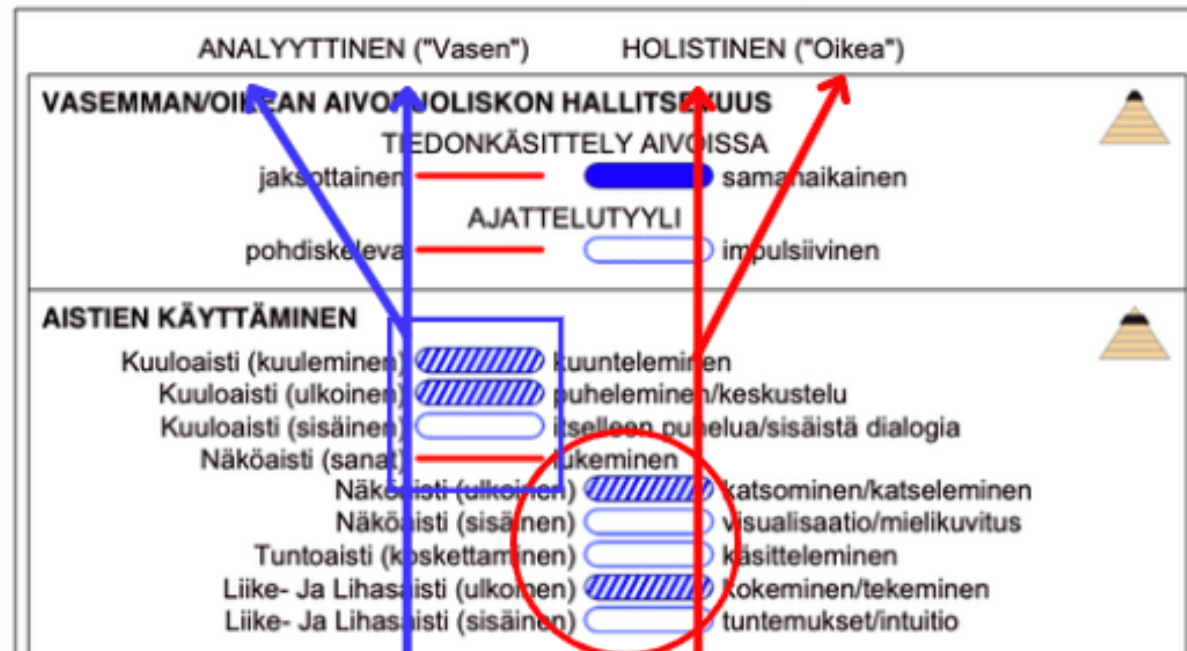 ANALYYTTINEN ("Vasen") HOLISTINEN ("Oikea")
VASEMMAN/OIKEAN AIVOPUOLISKON HALLITSEVUUS
TIEDONKÄSITTELY AIVOISSA
jaksottainen samanaikainen
AJATTELUTYYLI
pohdiskeleva impulsiivinen
AISTIEN KÄYTTÄMINEN
Kuuloaisti (kuuleminen) kuunteleminen
Kuuloaisti (ulkoinen) puheleminen/keskustelu
Kuuloaisti (sisäinen) itselleen puhelua/sisäistä dialogia
Näköaisti (sanat) lukeminen
Näköaisti (ulkoinen) katsominen/katseleminen
Näköaisti (sisäinen) visualisaatio/mielikuvitus
Tuntoaisti (koskettaminen) käsitteleminen
Liike- Ja Lihasaisti (ulkoinen) kokeminen/tekeminen
Liike- Ja Lihasaisti (sisäinen) tuntemukset/intuitio